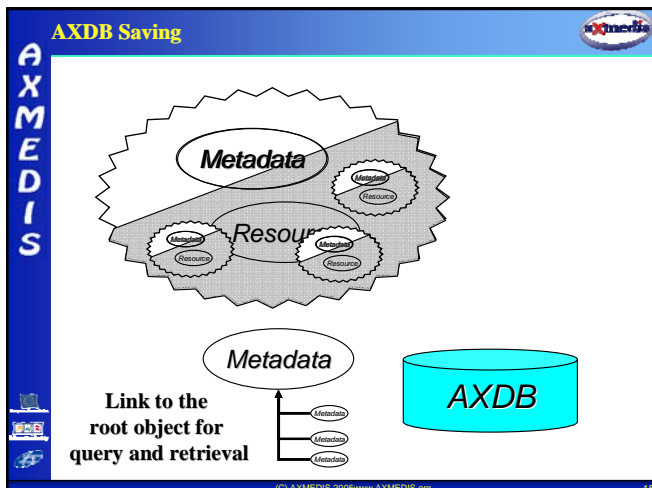 AXDB Saving
axmedis
AXMEDIS
Metadata
Metadata
Resource
Metadata
Resource
Metadata
Resource
Metadata
Link to the
root object for
query and retrieval
Metadata
Metadata
Metadata
AXDB